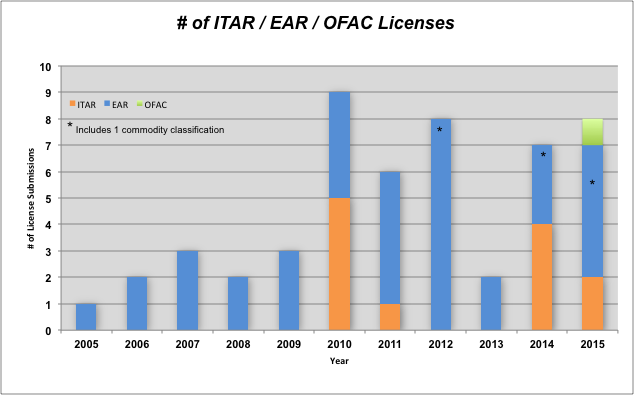 # of ITAR / EAR / OFAC Licenses
10
9
8
7
6
5
4
3
2
1
0
# of License Submissions
ITAR EAR OFAC
* Includes 1 commodity classification
*
*
*
2005 2006 2007 2008 2009 2010 2011 2012 2013 2014 2015
Year